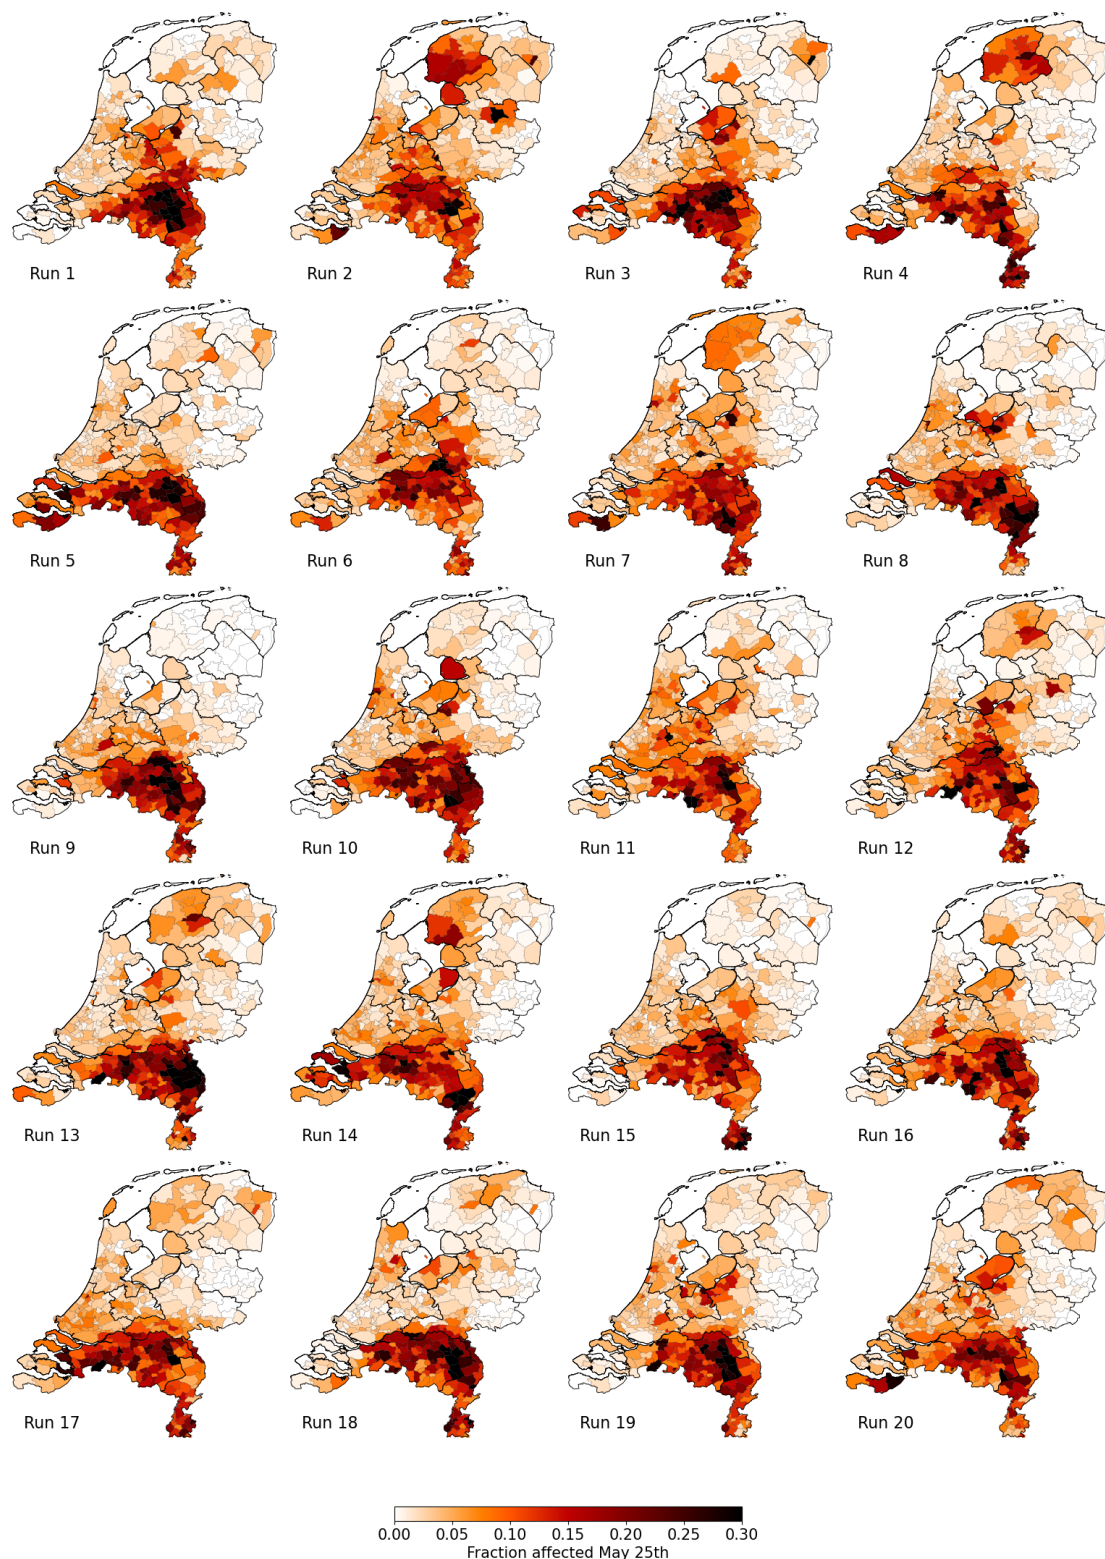 Run 1
Run 2
Run 3
Run 4
Run 5
Run 6
Run 7
Run 8
Run 9
Run 10
Run 11
Run 12
Run 13
Run 14
Run 15
Run 16
Run 17
Run 18
Run 19
Run 20
0.00 0.05 0.10 0.15 0.20 0.25 0.30
Fraction affected May 25th